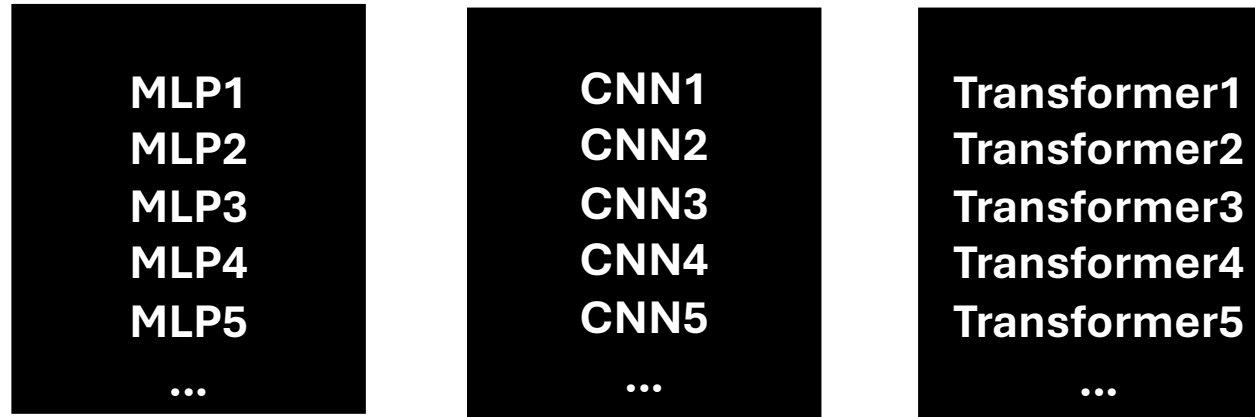 MLP1
MLP2
MLP3
MLP4
MLP5
...
CNN1
CNN2
CNN3
CNN4
CNN5
...
Transformer1
Transformer2
Transformer3
Transformer4
Transformer5
...